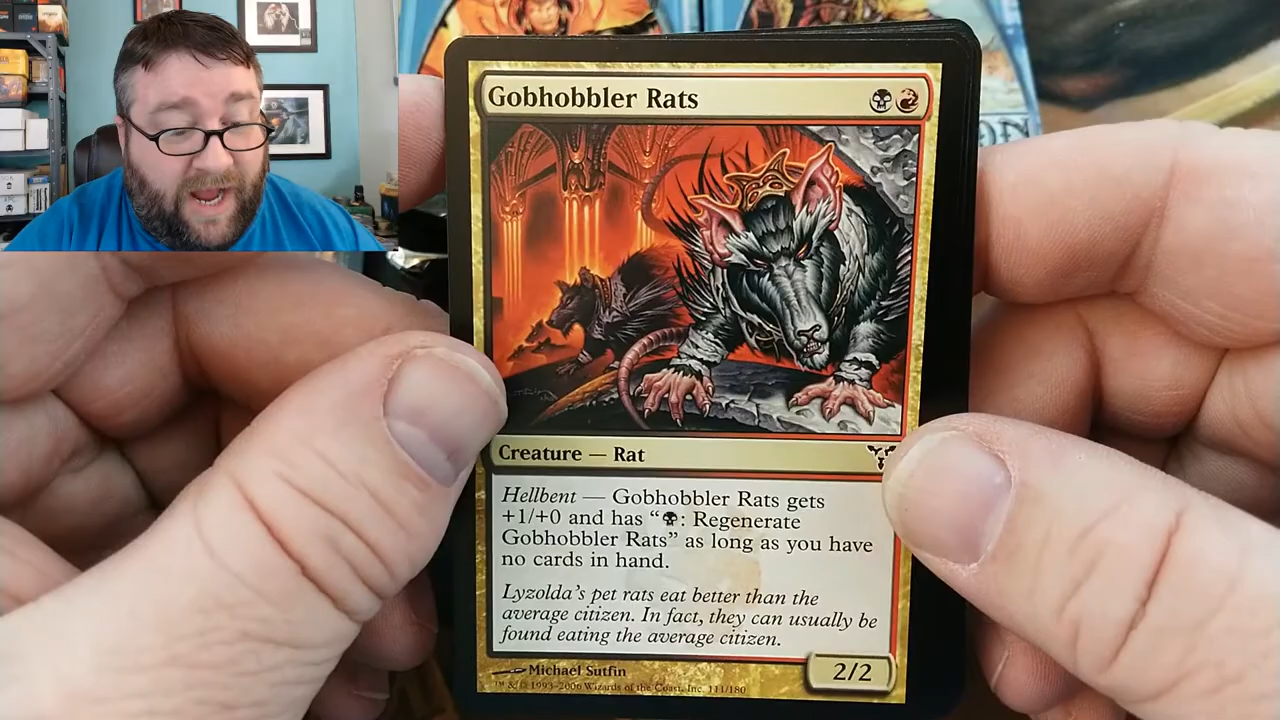 ON
Gobhobbler Rats
Creature — Rat
Hellbent — Gobhobbler Rats gets
+1/+0 and has “ : Regenerate
Gobhobbler Rats” as long as you have
no cards in hand.
Lyzolda's pet rats eat better than the
average citizen. In fact, they can usually be
found eating the average citizen.
Michael Sutfin
2/2
™ & © 1993–2006 Wizards of the Coast, Inc. 111/180